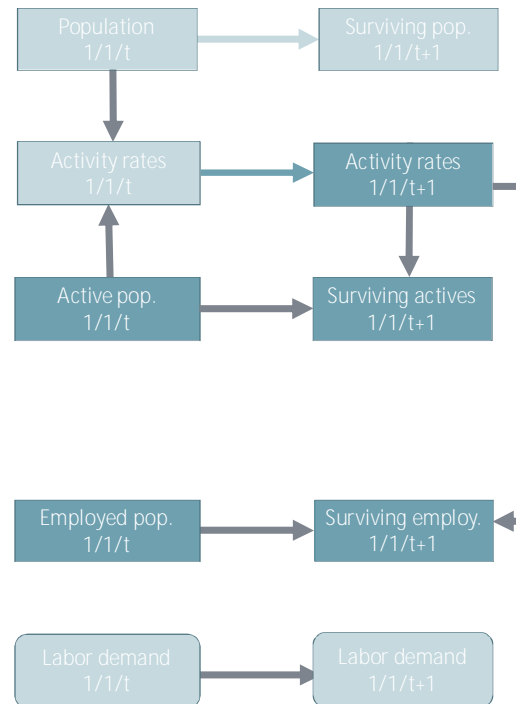 Population
1/1/t
Surviving pop.
1/1/t+1
Activity rates
1/1/t
Activity rates
1/1/t+1
Active pop.
1/1/t
Surviving actives
1/1/t+1
Employed pop.
1/1/t
Surviving employ.
1/1/t+1
Labor demand
1/1/t
Labor demand
1/1/t+1